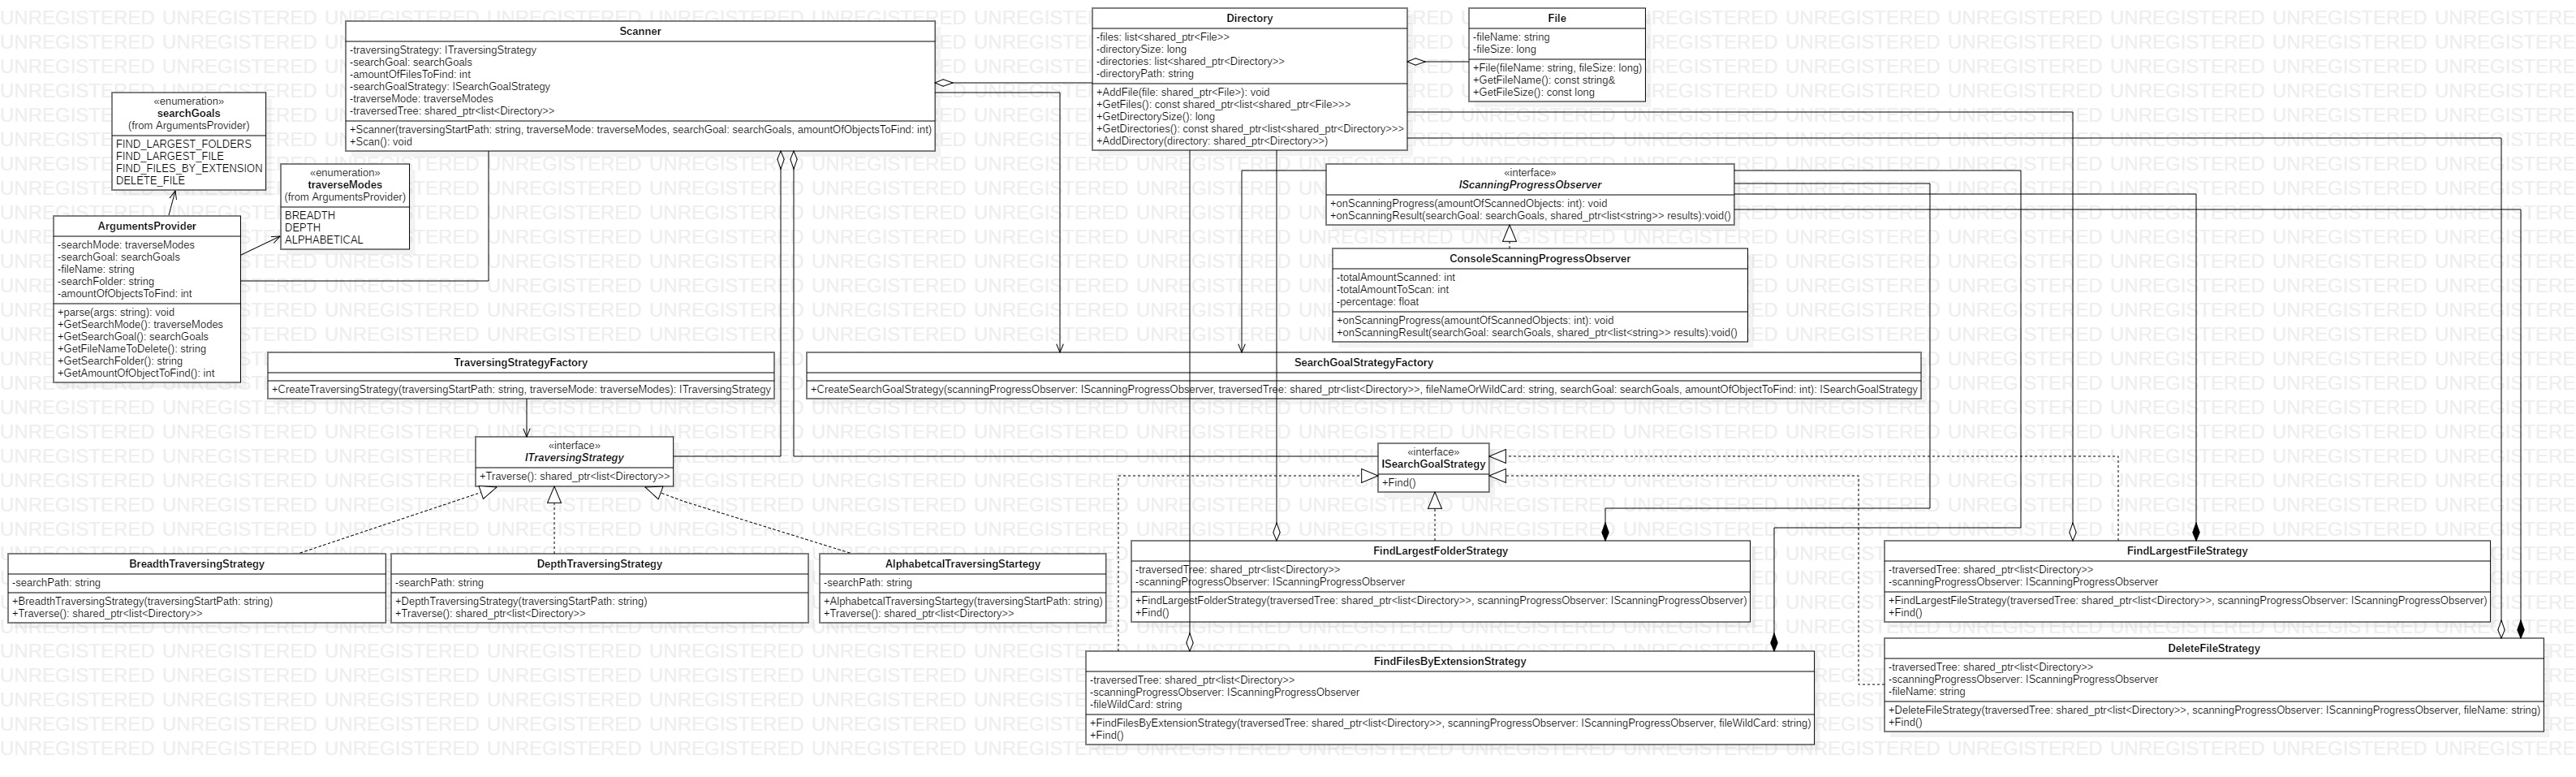 Scanner
-traversingStrategy: ITraversingStrategy
-searchGoal: searchGoals
-amountOfFilesToFind: int
-searchGoalStrategy: ISearchGoalStrategy
-traverseMode: traverseModes
-traversedTree: shared_ptr<list<Directory>>
+Scanner(traversingStartPath: string, traverseMode: traverseModes, searchGoal: searchGoals, amountOfObjectsToFind: int)
+Scan(): void
Directory
-files: list<shared_ptr<File>>
-directorySize: long
-directories: list<shared_ptr<Directory>>
-directoryPath: string
+AddFile(file: shared_ptr<File>): void
+GetFiles(): const shared_ptr<list<shared_ptr<File>>>
+GetDirectorySize(): long
+GetDirectories(): const shared_ptr<list<shared_ptr<Directory>>>
+AddDirectory(directory: shared_ptr<Directory>)
File
-fileName: string
-fileSize: long
+File(fileName: string, fileSize: long)
+GetFileName(): const string&
+GetFileSize(): const long
«enumeration»
searchGoals
(from ArgumentsProvider)
FIND_LARGEST_FOLDERS
FIND_LARGEST_FILE
FIND_FILES_BY_EXTENSION
DELETE_FILE
«enumeration»
traverseModes
(from ArgumentsProvider)
BREADTH
DEPTH
ALPHABETICAL
ArgumentsProvider
-searchMode: traverseModes
-searchGoal: searchGoals
-fileName: string
-searchFolder: string
-amountOfObjectsToFind: int
+parse(args: string): void
+GetSearchMode(): traverseModes
+GetSearchGoal(): searchGoals
+GetFileNameToDelete(): string
+GetSearchFolder(): string
+GetAmountOfObjectToFind(): int
«interface»
IScanningProgressObserver
+onScanningProgress(amountOfScannedObjects: int): void
+onScanningResult(searchGoal: searchGoals, shared_ptr<list<string>> results):void()
ConsoleScanningProgressObserver
-totalAmountScanned: int
-totalAmountToScan: int
-percentage: float
+onScanningProgress(amountOfScannedObjects: int): void
+onScanningResult(searchGoal: searchGoals, shared_ptr<list<string>> results):void()
TraversingStrategyFactory
+CreateTraversingStrategy(traversingStartPath: string, traverseMode: traverseModes): ITraversingStrategy
SearchGoalStrategyFactory
+CreateSearchGoalStrategy(scanningProgressObserver: IScanningProgressObserver, traversedTree: shared_ptr<list<Directory>>, fileNameOrWildCard: string, searchGoal: searchGoals, amountOfObjectToFind: int): ISearchGoalStrategy
«interface»
ITraversingStrategy
+Traverse(): shared_ptr<list<Directory>>
«interface»
ISearchGoalStrategy
+Find()
BreadthTraversingStrategy
-searchPath: string
+BreadthTraversingStrategy(traversingStartPath: string)
+Traverse(): shared_ptr<list<Directory>>
DepthTraversingStrategy
-searchPath: string
+DepthTraversingStrategy(traversingStartPath: string)
+Traverse(): shared_ptr<list<Directory>>
AlphabetcalTraversingStartegy
-searchPath: string
+AlphabetcalTraversingStartegy(traversingStartPath: string)
+Traverse(): shared_ptr<list<Directory>>
FindLargestFolderStrategy
-traversedTree: shared_ptr<list<Directory>>
-scanningProgressObserver: IScanningProgressObserver
+FindLargestFolderStrategy(traversedTree: shared_ptr<list<Directory>>, scanningProgressObserver: IScanningProgressObserver)
+Find()
FindLargestFileStrategy
-traversedTree: shared_ptr<list<Directory>>
-scanningProgressObserver: IScanningProgressObserver
+FindLargestFileStrategy(traversedTree: shared_ptr<list<Directory>>, scanningProgressObserver: IScanningProgressObserver)
+Find()
FindFilesByExtensionStrategy
-traversedTree: shared_ptr<list<Directory>>
-scanningProgressObserver: IScanningProgressObserver
-fileWildCard: string
+FindFilesByExtensionStrategy(traversedTree: shared_ptr<list<Directory>>, scanningProgressObserver: IScanningProgressObserver, fileWildCard: string)
+Find()
DeleteFileStrategy
-traversedTree: shared_ptr<list<Directory>>
-scanningProgressObserver: IScanningProgressObserver
-fileName: string
+DeleteFileStrategy(traversedTree: shared_ptr<list<Directory>>, scanningProgressObserver: IScanningProgressObserver, fileName: string)
+Find()
UNREGISTERED